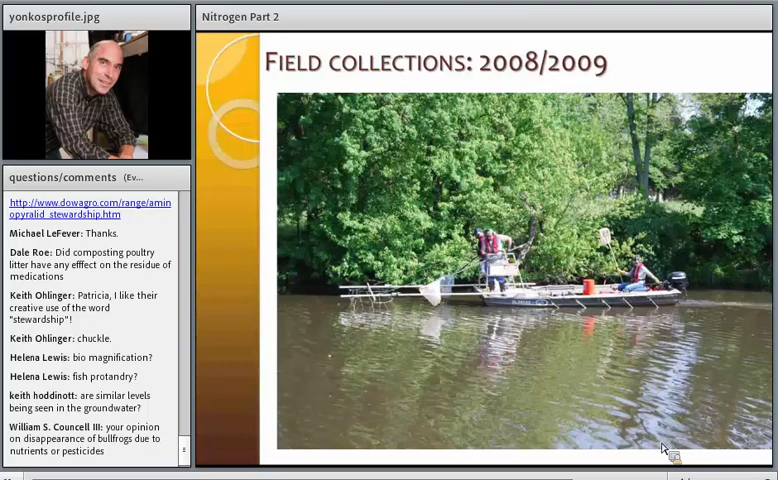 yonkosprofile.jpg
Nitrogen Part 2
FIELD COLLECTIONS: 2008/2009
questions/comments (Ev...
http://www.dowagro.com/range/amin
opyralid_stewardship.htm
Michael LeFever: Thanks.
Dale Roe: Did composting poultry
litter have any efffect on the residue of
medications
Keith Ohlinger: Patricia, I like their
creative use of the word
"stewardship"!
Keith Ohlinger: chuckle.
Helena Lewis: bio magnification?
Helena Lewis: fish protandry?
keith hoddinott: are similar levels
being seen in the groundwater?
William S. Councell III: your opinion
on disappearance of bullfrogs due to
nutrients or pesticides